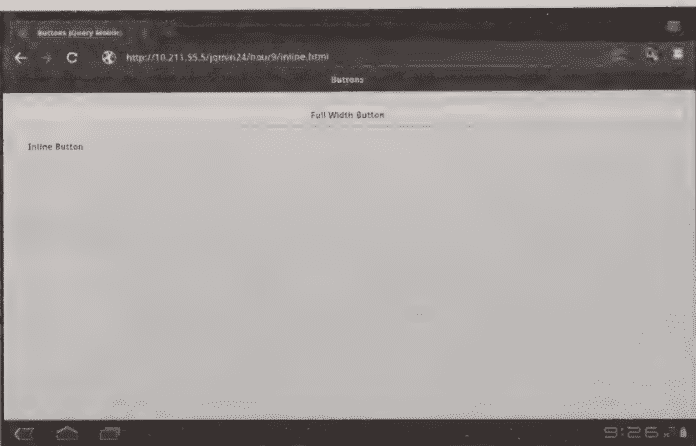 Buttons jQuery Mobile
http://10.211.55.5/jqmin24/hour9/inline.html
Buttons
Full Width Button
Inline Button
9:26